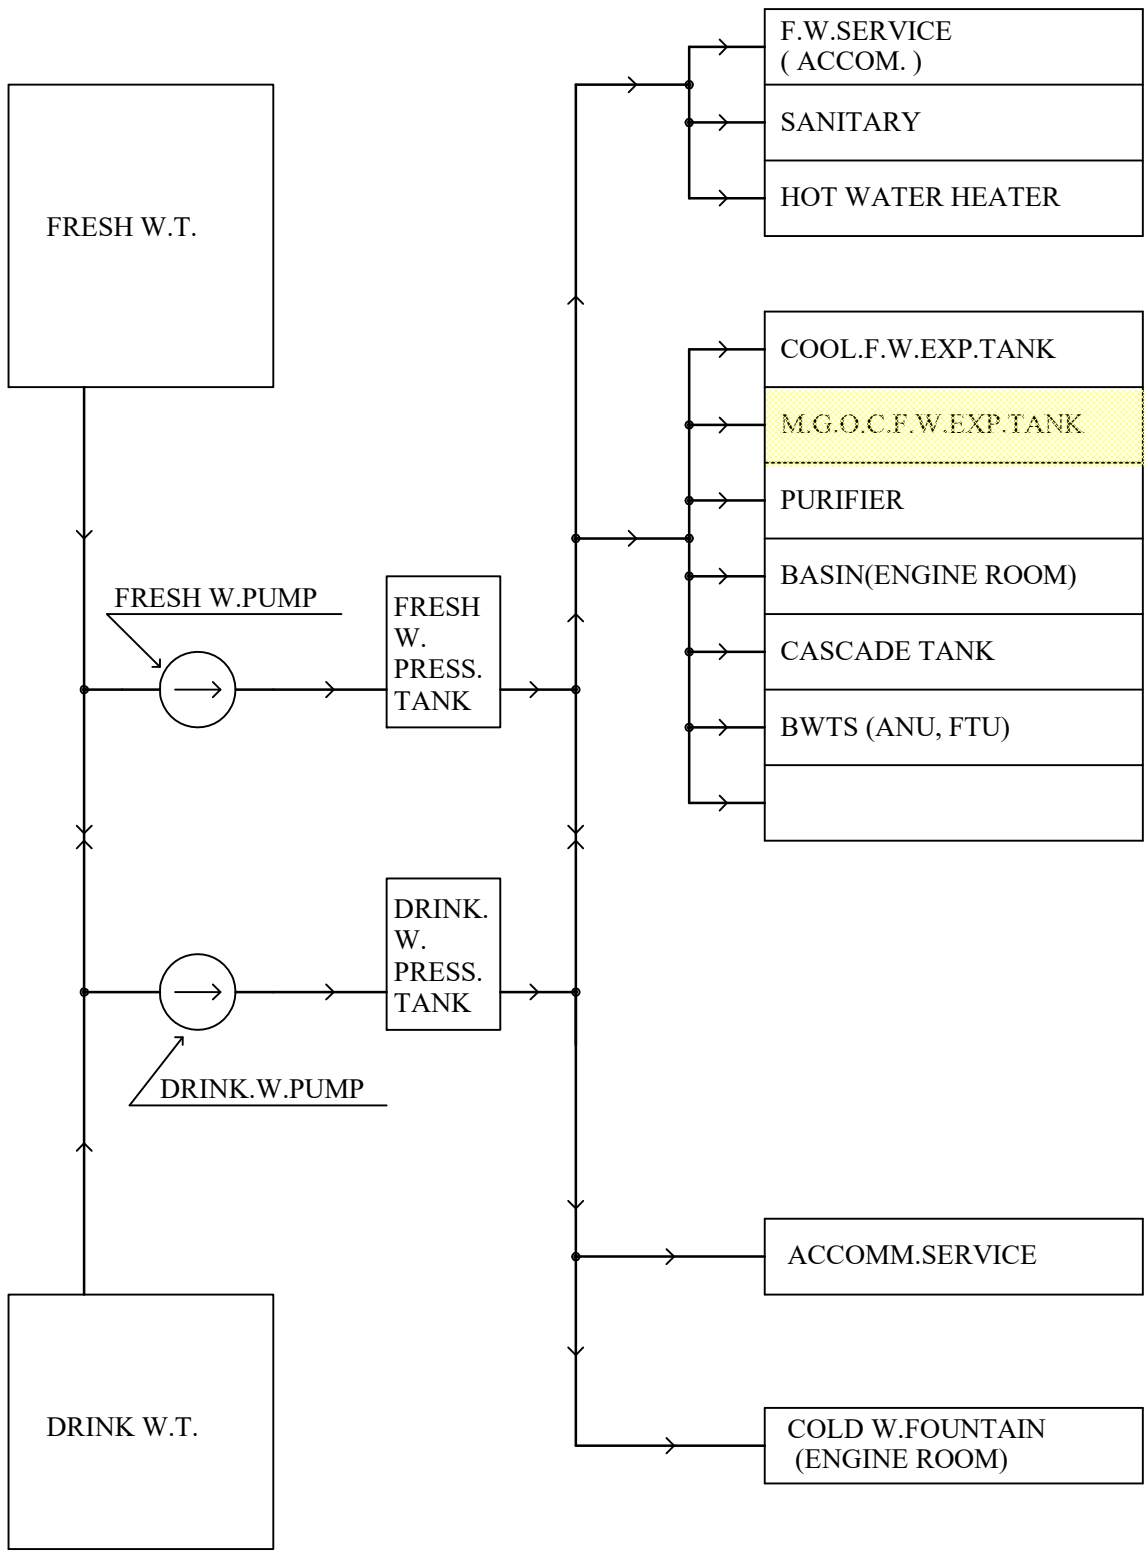 F.W.SERVICE
( ACCOM. )
SANITARY
HOT WATER HEATER
FRESH W.T.
COOL.F.W.EXP.TANK
M.G.O.C.F.W.EXP.TANK
PURIFIER
BASIN(ENGINE ROOM)
CASCADE TANK
BWTS (ANU, FTU)
FRESH W.PUMP
FRESH
W.
PRESS.
TANK
DRINK.
W.
PRESS.
TANK
DRINK.W.PUMP
ACCOMM.SERVICE
DRINK W.T.
COLD W.FOUNTAIN
(ENGINE ROOM)